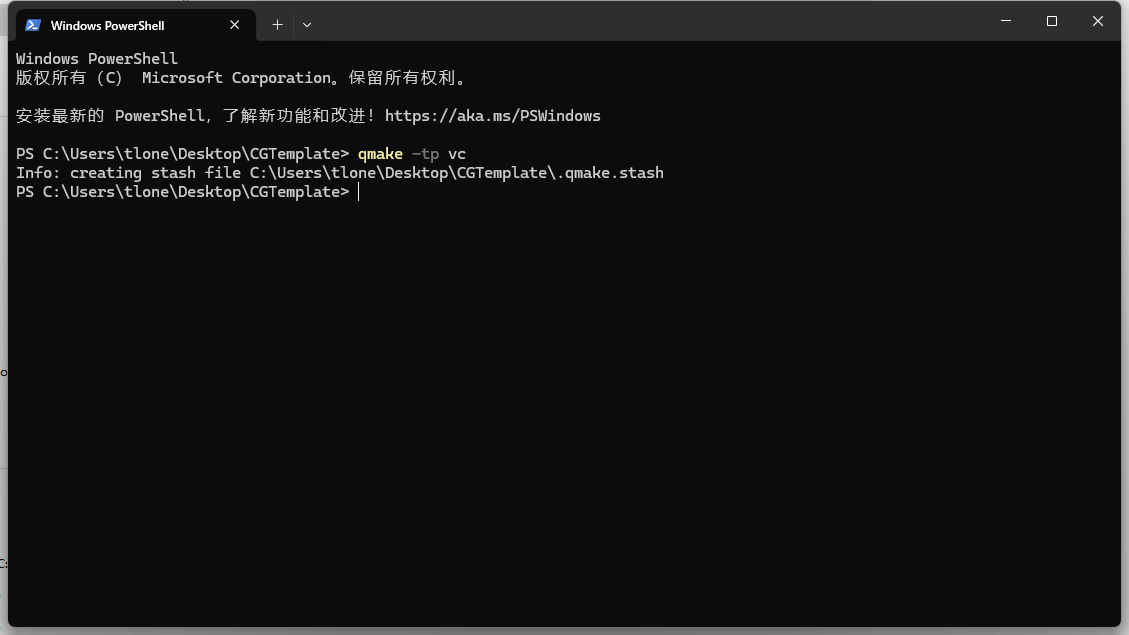 Windows PowerShell
Windows PowerShell
版权所有（C） Microsoft Corporation。保留所有权利。
安装最新的 PowerShell，了解新功能和改进！https://aka.ms/PSWindows
PS C:\Users\tlone\Desktop\CGTemplate> qmake -tp vc
Info: creating stash file C:\Users\tlone\Desktop\CGTemplate\.qmake.stash
PS C:\Users\tlone\Desktop\CGTemplate>